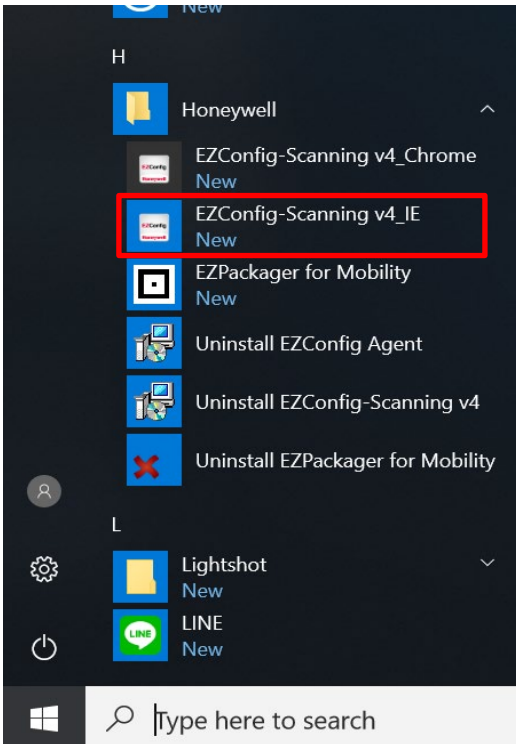 New
H
Honeywell
EZConfig-Scanning v4_Chrome
New
EZConfig-Scanning v4_IE
New
EZPackager for Mobility
New
Uninstall EZConfig Agent
Uninstall EZConfig-Scanning v4
Uninstall EZPackager for Mobility
L
Lightshot
New
LINE
LINE
New
Type here to search